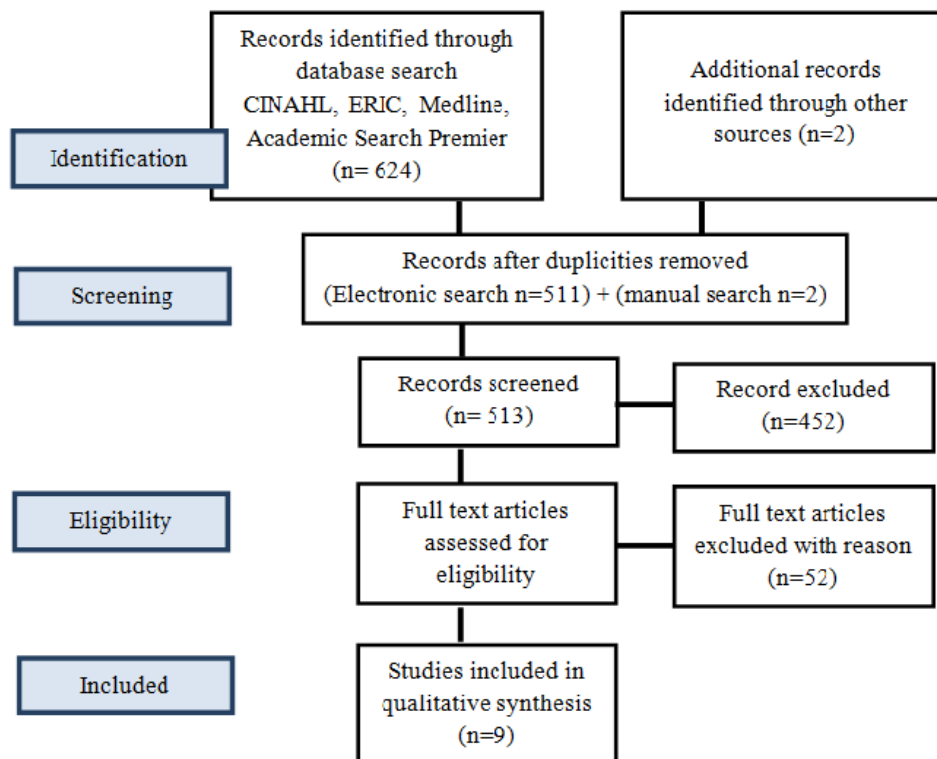 Records identified through
database search
CINAHL, ERIC, Medline,
Academic Search Premier
(n= 624)
Additional records
identified through other
sources (n=2)
Identification
Records after duplicities removed
(Electronic search n=511) + (manual search n=2)
Screening
Records screened
(n= 513)
Record excluded
(n=452)
Eligibility
Full text articles
assessed for
eligibility
Full text articles
excluded with reason
(n=52)
Included
Studies included in
qualitative synthesis
(n=9)